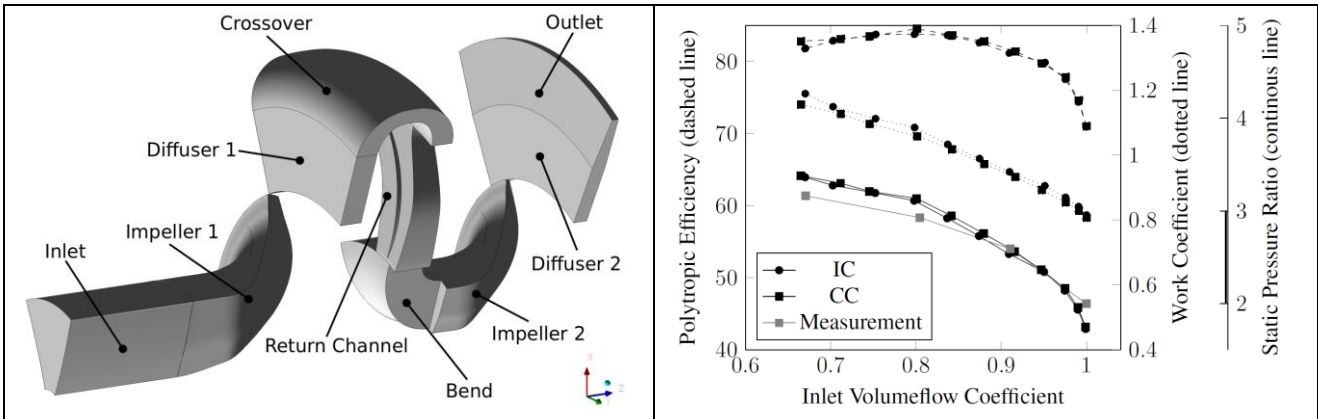 Crossover
Outlet
Diffuser 1
Impeller 1
Inlet
Diffuser 2
Return Channel
Impeller 2
Bend
X
Y
Z
Polytropic Efficiency (dashed line)
80
70
60
50
40
0.6
0.7
0.8
0.9
1
Inlet Volumeflow Coefficient
IC
CC
Measurement
1.4
1.2
1
0.8
0.6
0.4
Work Coefficient (dotted line)
5
4
3
2
Static Pressure Ratio (continous line)